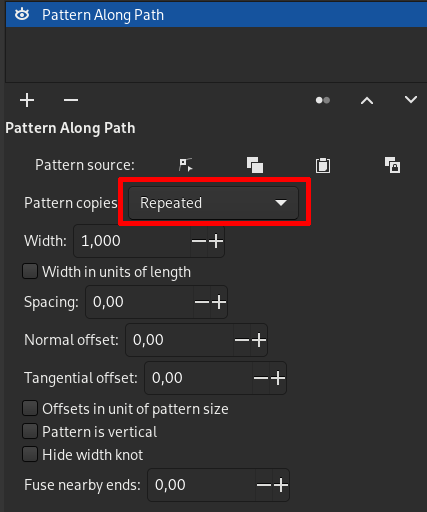 Pattern Along Path
Pattern Along Path
Pattern source:
Pattern copies
Repeated
Width: 1,000
Width in units of length
Spacing: 0,00
Normal offset: 0,00
Tangential offset: 0,00
Offsets in unit of pattern size
Pattern is vertical
Hide width knot
Fuse nearby ends: 0,00